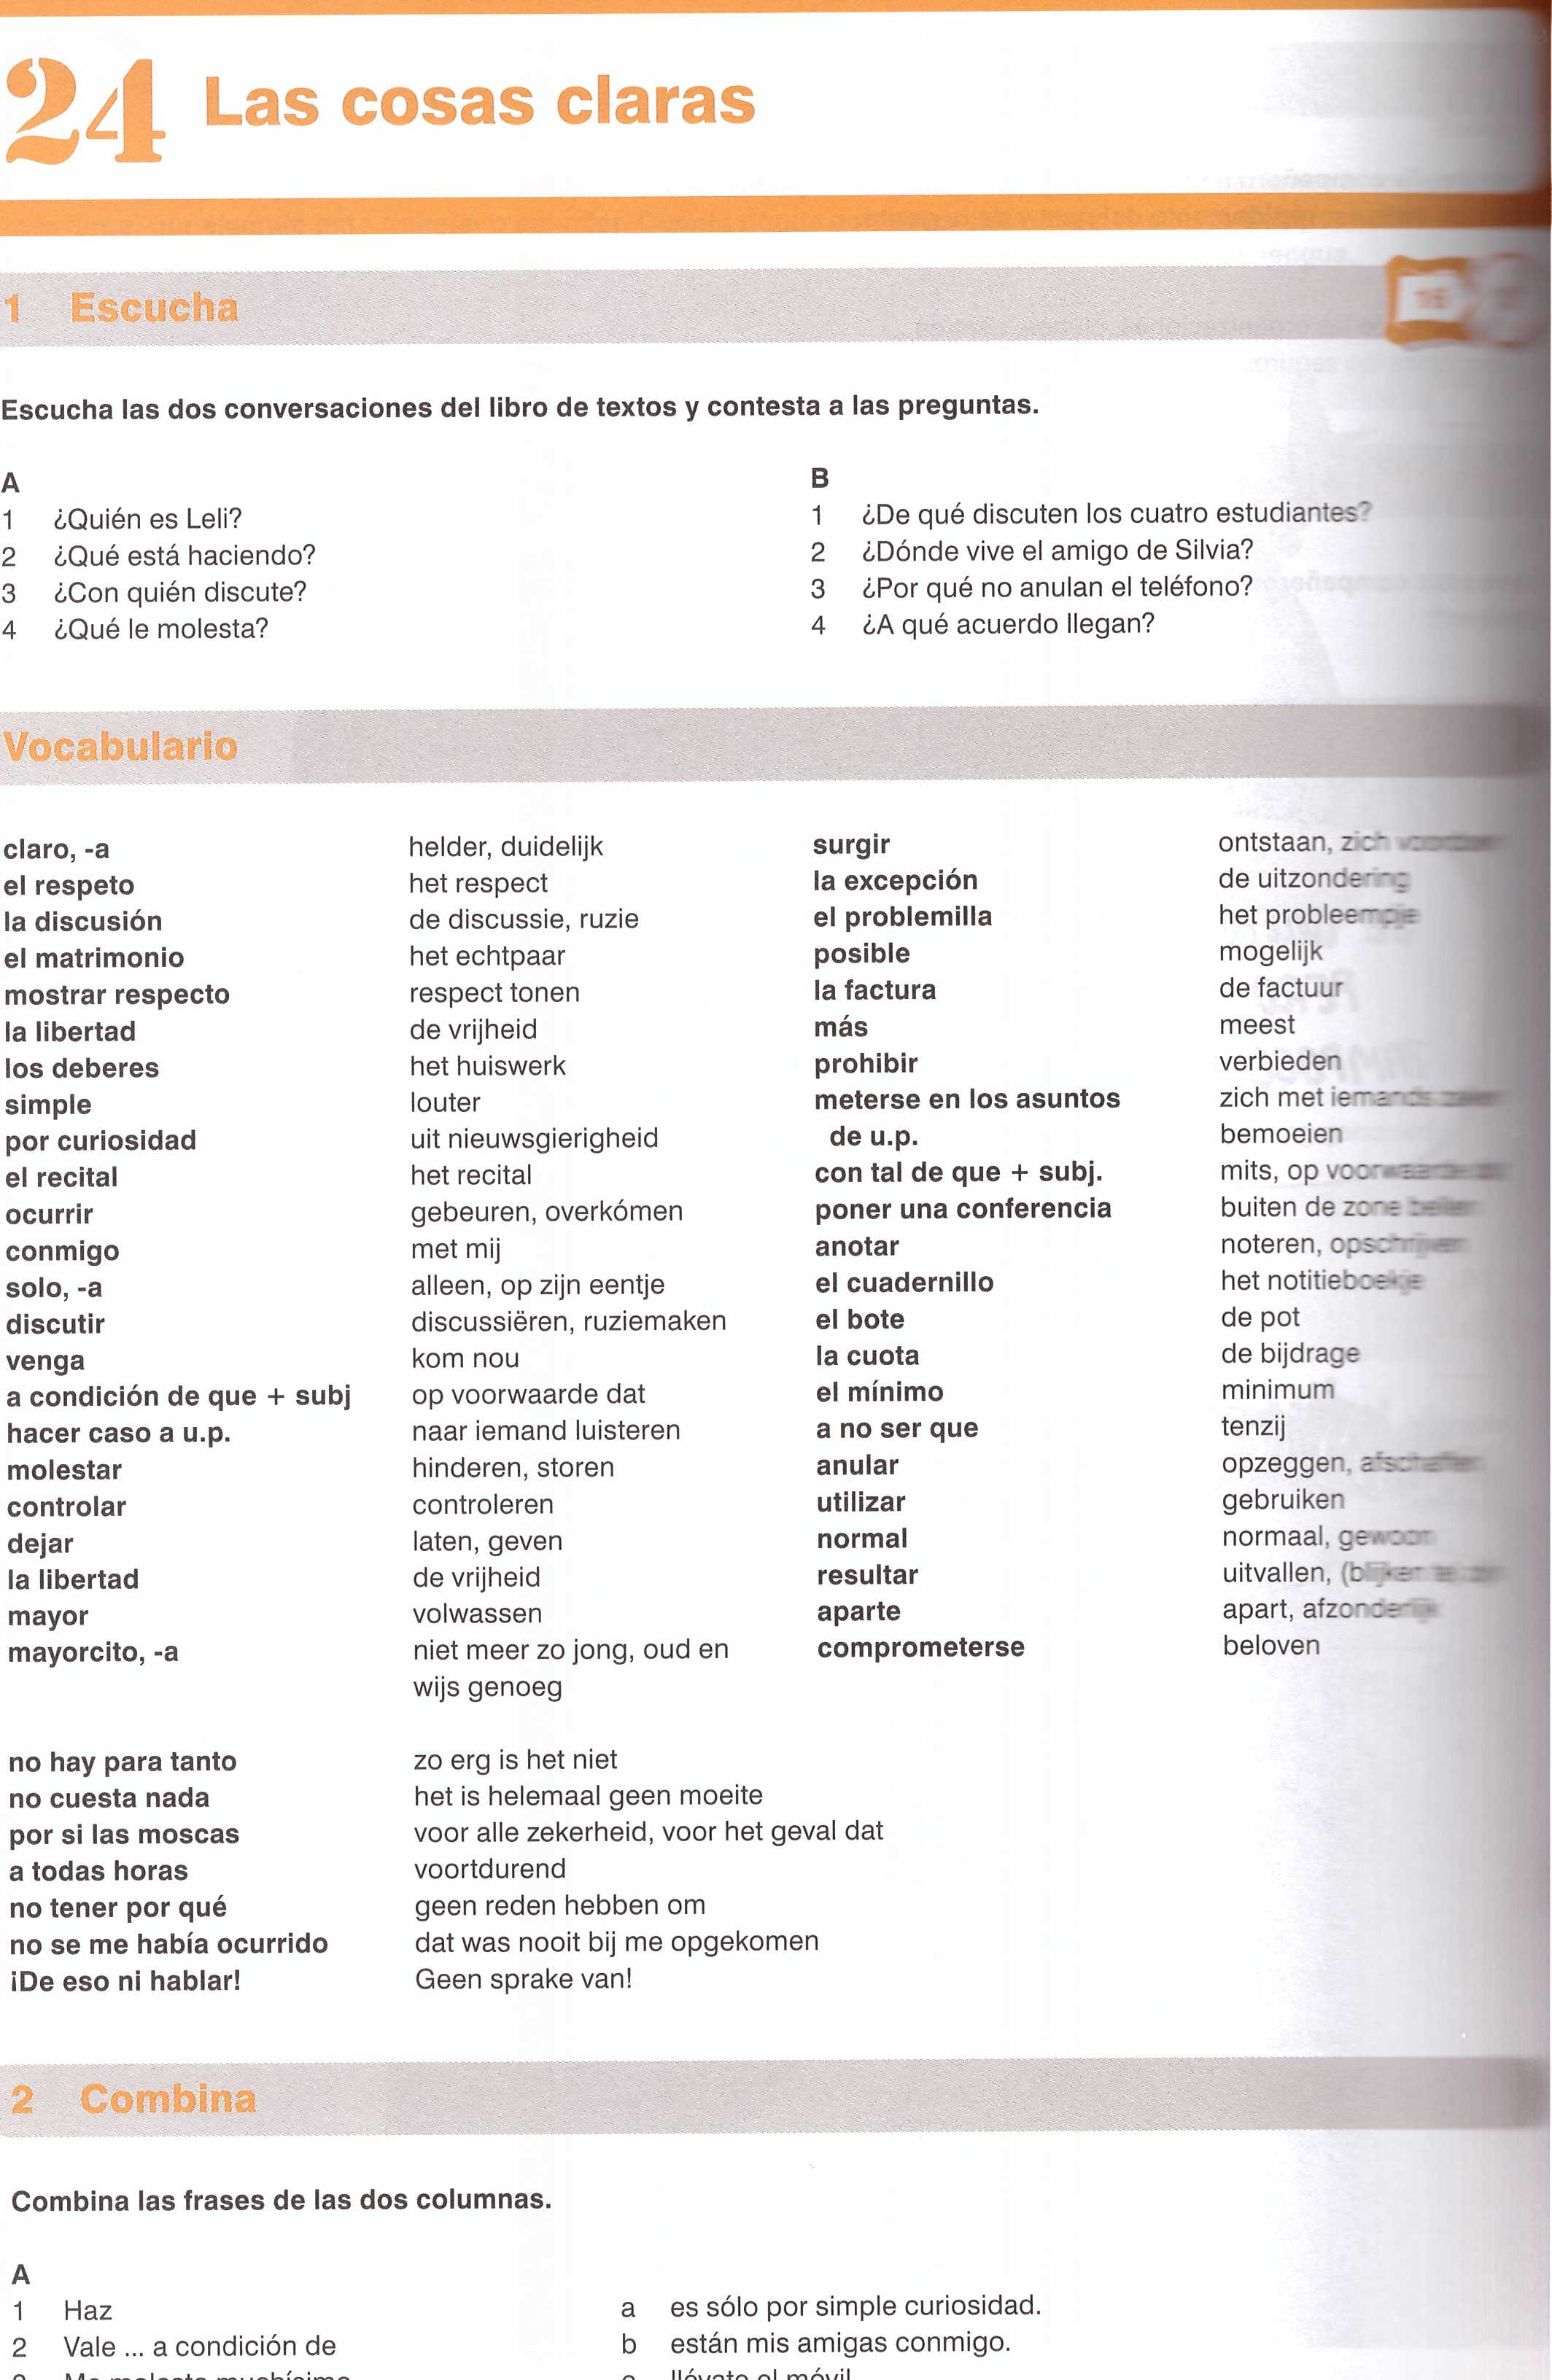 24 Las cosas claras
1 Escucha
Escucha las dos conversaciones del libro de textos y contesta a las preguntas.
A
1 ¿Quién es Leli?
2 ¿Qué está haciendo?
3 ¿Con quién discute?
4 ¿Qué le molesta?
B
1 ¿De qué discuten los cuatro estudiantes?
2 ¿Dónde vive el amigo de Silvia?
3 ¿Por qué no anulan el teléfono?
4 ¿A qué acuerdo llegan?
Vocabulario
claro, -a helder, duidelijk
el respeto het respect
la discusión de discussie, ruzie
el matrimonio het echtpaar
mostrar respecto respect tonen
la libertad de vrijheid
los deberes het huiswerk
simple louter
por curiosidad uit nieuwsgierigheid
el recital het recital
ocurrir gebeuren, overkómen
conmigo met mij
solo, -a alleen, op zijn eentje
discutir discussiëren, ruziemaken
venga kom nou
a condición de que + subj op voorwaarde dat
hacer caso a u.p. naar iemand luisteren
molestar hinderen, storen
controlar controleren
dejar laten, geven
la libertad de vrijheid
mayor volwassen
mayorcito, -a niet meer zo jong, oud en
wijs genoeg
surgir ontstaan, zich
la excepción de uitzondering
el problemilla het probleempje
posible mogelijk
la factura de factuur
más meest
prohibir verbieden
meterse en los asuntos zich met iemands
de u.p. bemoeien
con tal de que + subj. mits, op voorwaarde
poner una conferencia buiten de zone bellen
anotar noteren, opschrijven
el cuadernillo het notitieboekje
el bote de pot
la cuota de bijdrage
el mínimo minimum
a no ser que tenzij
anular opzeggen, afschaffen
utilizar gebruiken
normal normaal, gewoon
resultar uitvallen, (blijken te
aparte apart, afzonderlijk
comprometerse beloven
no hay para tanto zo erg is het niet
no cuesta nada het is helemaal geen moeite
por si las moscas voor alle zekerheid, voor het geval dat
a todas horas voortdurend
no tener por qué geen reden hebben om
no se me había ocurrido dat was nooit bij me opgekomen
¡De eso ni hablar! Geen sprake van!
2 Combina
Combina las frases de las dos columnas.
A
1 Haz
2 Vale ... a condición de
a es sólo por simple curiosidad.
b están mis amigas conmigo.